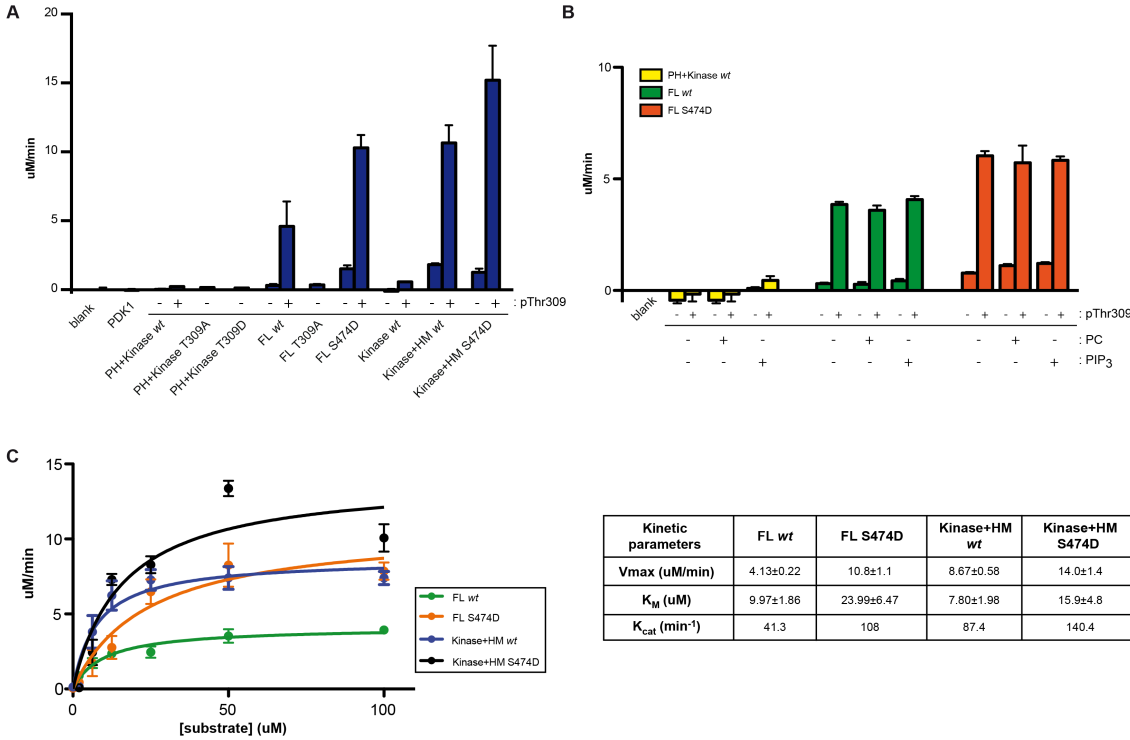 A
20
15
10
5
0
uM/min
- + - + - + - + - + - + : pThr309
blank
PDK1
PH+Kinase wt
PH+Kinase T309A
PH+Kinase T309D
FL wt
FL T309A
FL S474D
Kinase wt
Kinase+HM wt
Kinase+HM S474D
B
10
5
0
uM/min
PH+Kinase wt
FL wt
FL S474D
blank
- + - + - + - + - + - + - + - + - + : pThr309
- + - - + - - + - : PC
- - + - - + - - + : PIP3
C
15
10
5
0
uM/min
0 50 100
[substrate] (uM)
FL wt
FL S474D
Kinase+HM wt
Kinase+HM S474D
Kinetic parameters FL wt FL S474D Kinase+HM wt Kinase+HM S474D
Vmax (uM/min) 4.13±0.22 10.8±1.1 8.67±0.58 14.0±1.4
KM (uM) 9.97±1.86 23.99±6.47 7.80±1.98 15.9±4.8
Kcat (min-1) 41.3 108 87.4 140.4